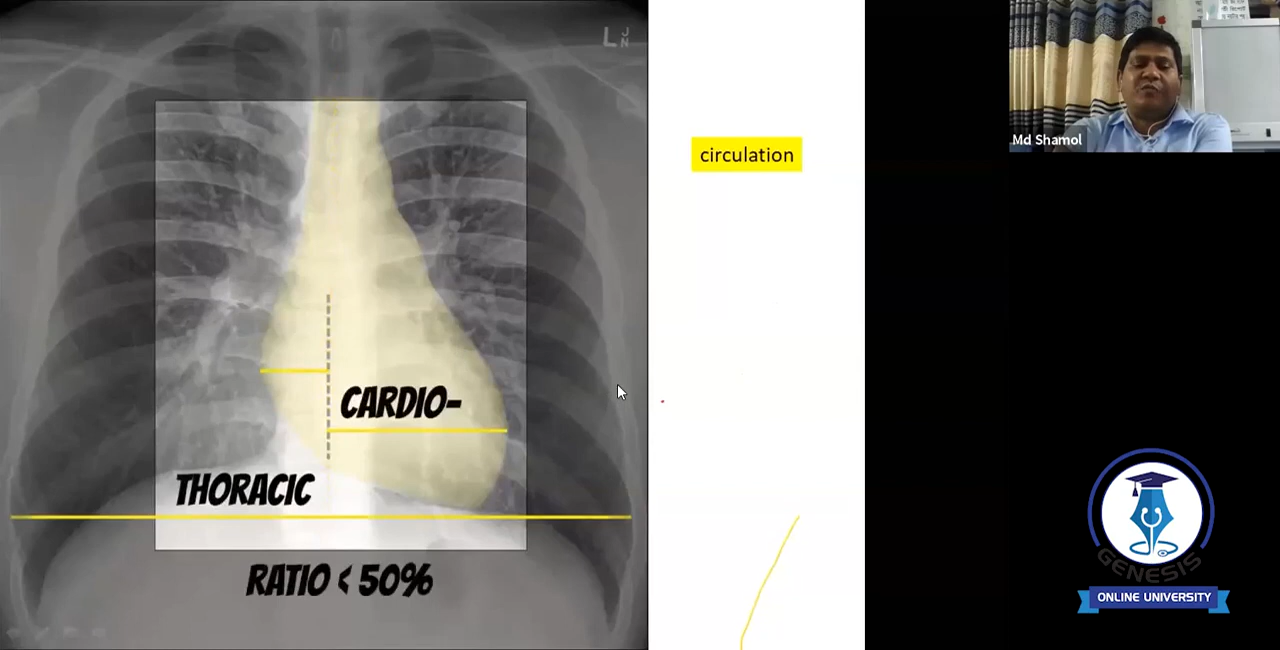 L J
N
circulation
Md Shamol
CARDIO-
THORACIC
RATIO < 50%
GENESIS
ONLINE UNIVERSITY